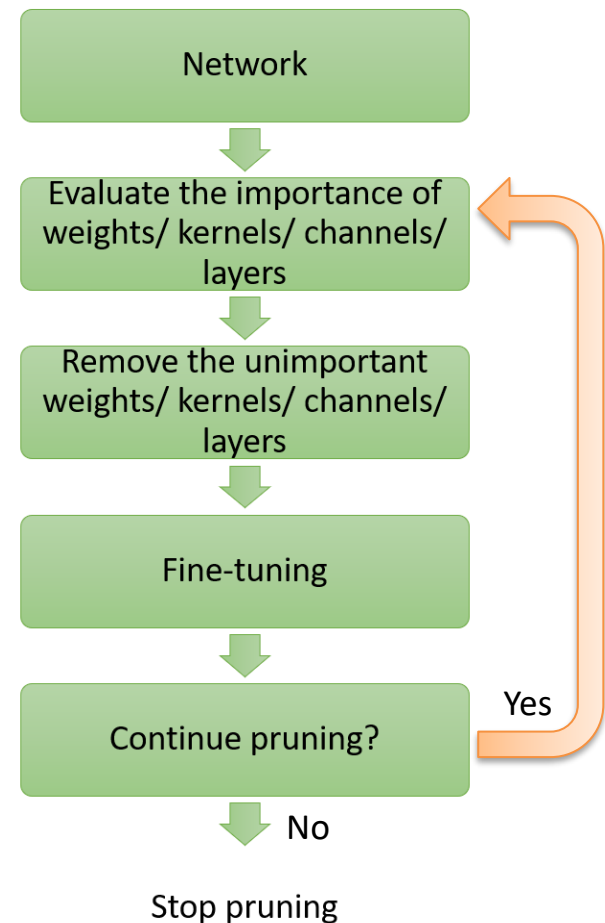 Network
Evaluate the importance of
weights/ kernels/ channels/
layers
Remove the unimportant
weights/ kernels/ channels/
layers
Fine-tuning
Continue pruning?
Yes
No
Stop pruning